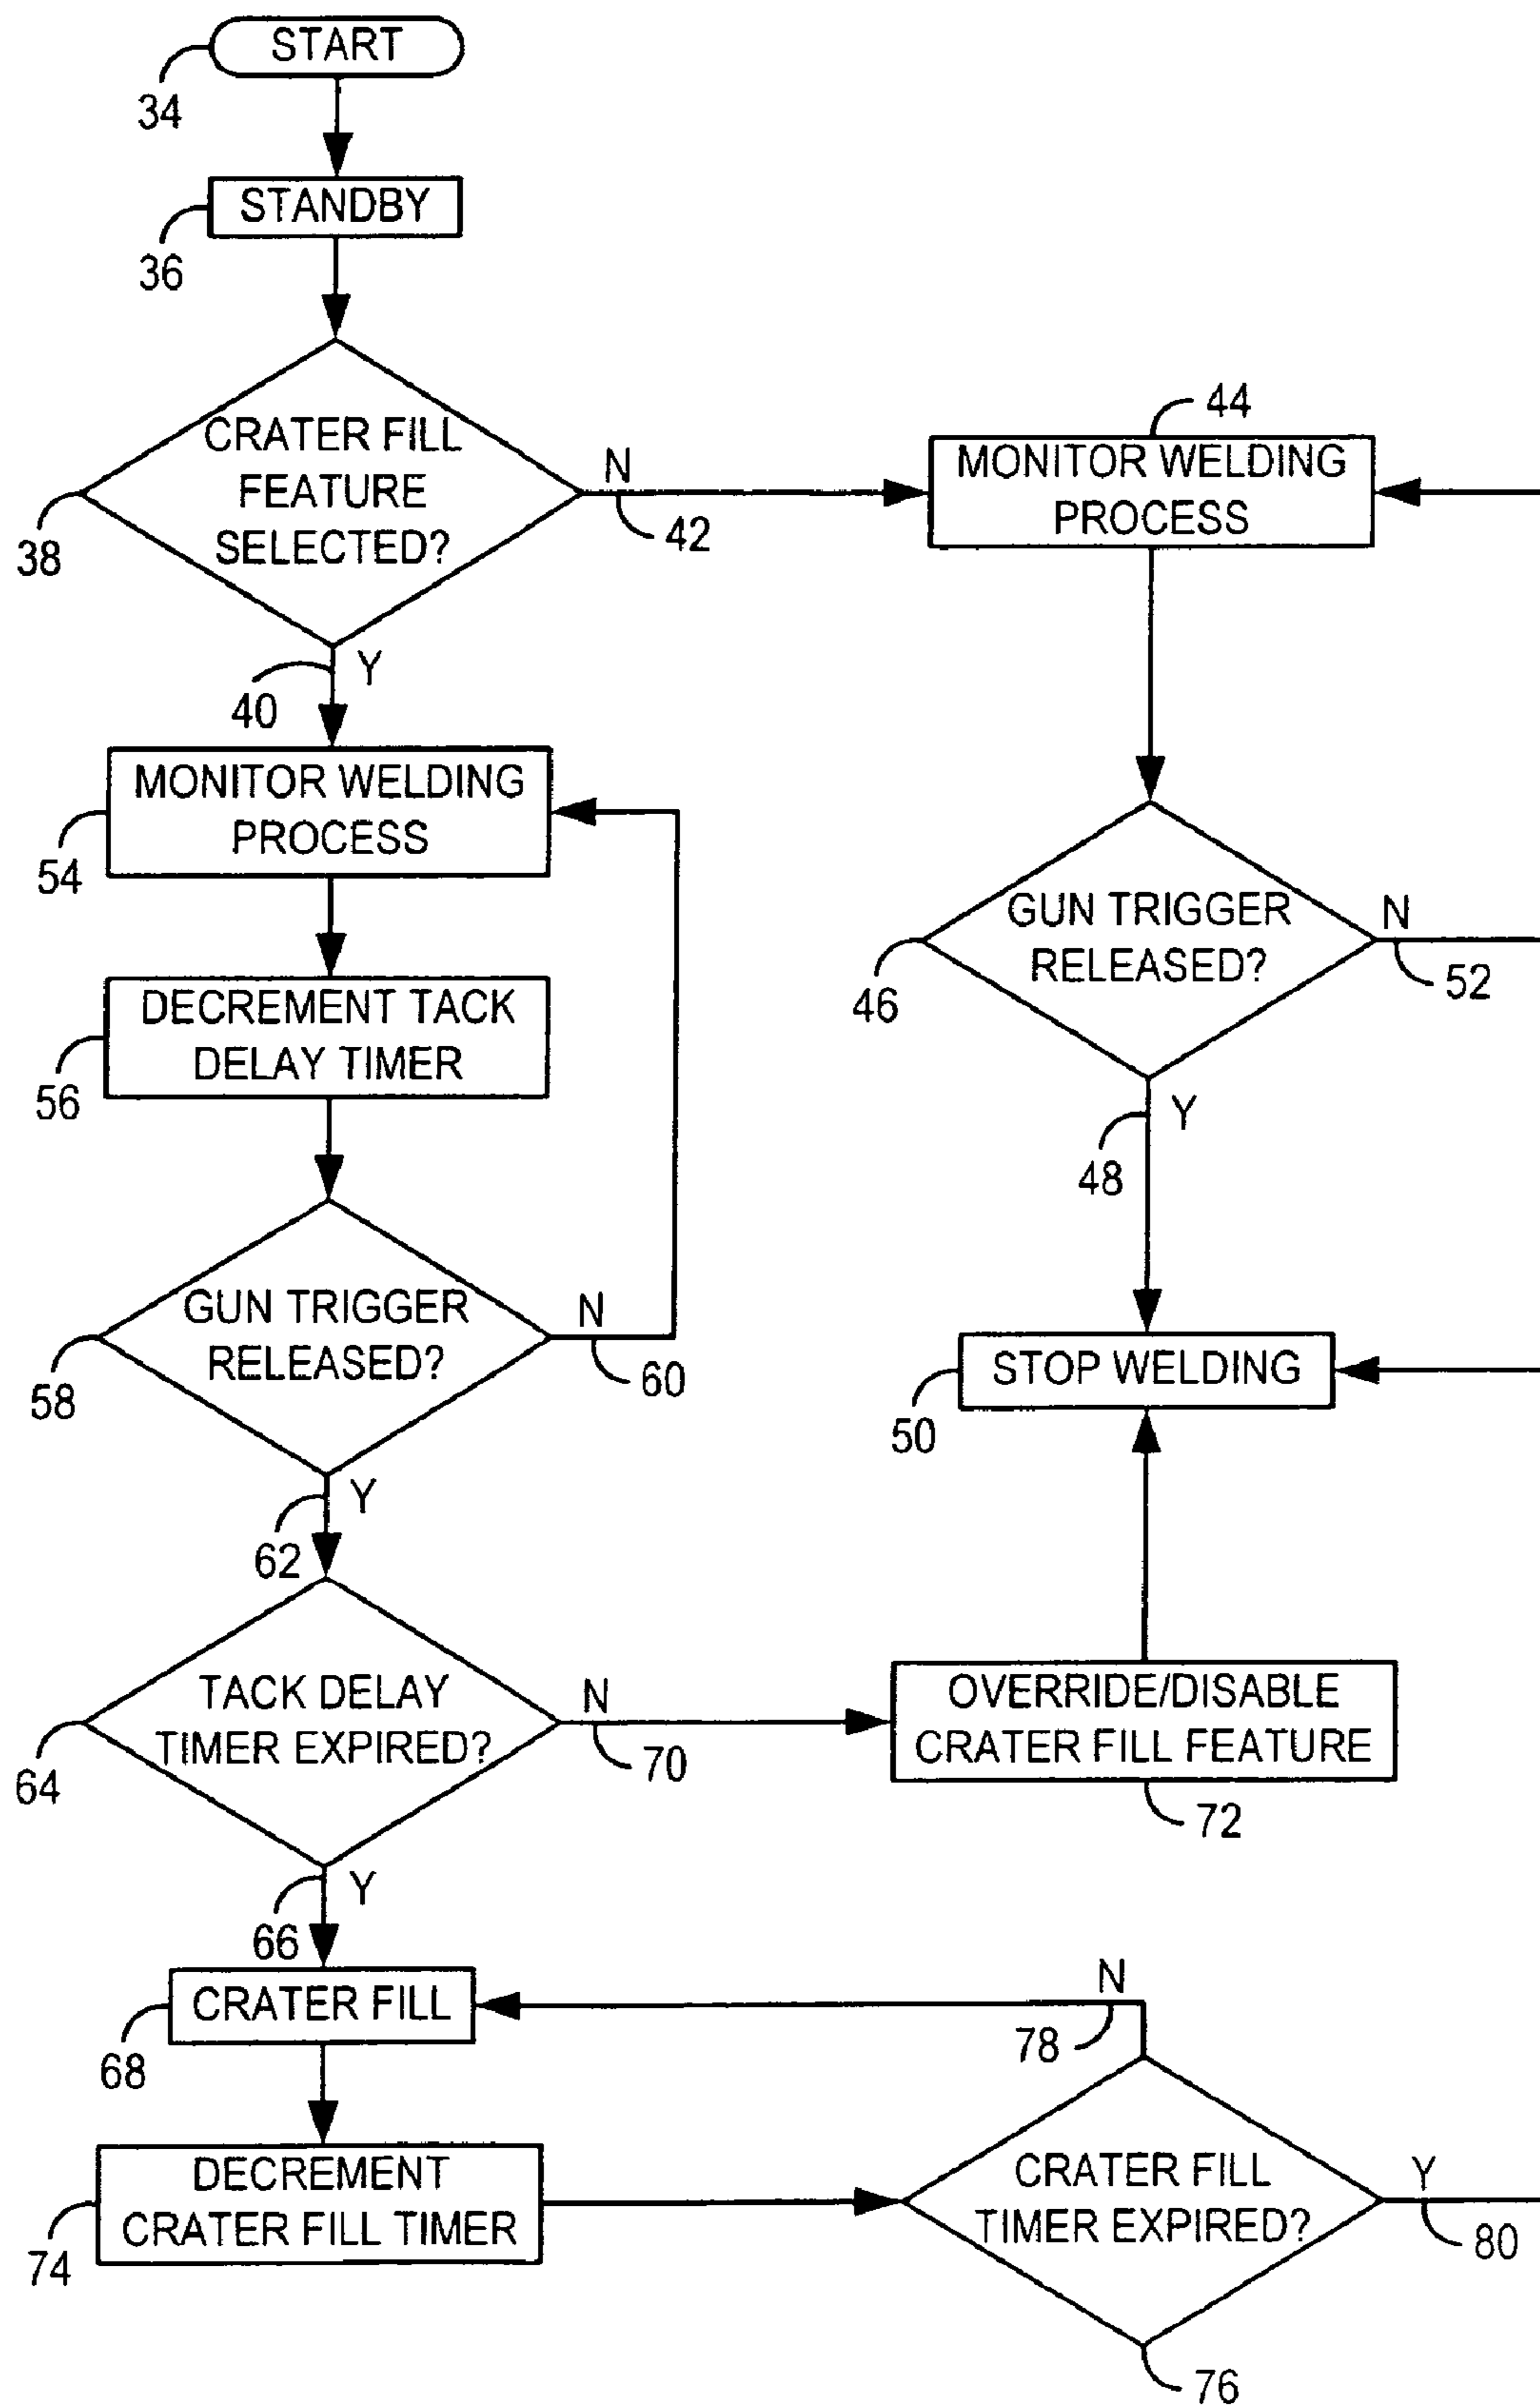 START
34
STANDBY
36
CRATER FILL
FEATURE
SELECTED?
38
N
42
Y
40
44
MONITOR WELDING
PROCESS
MONITOR WELDING
PROCESS
54
GUN TRIGGER
RELEASED?
46
N
52
Y
48
DECREMENT TACK
DELAY TIMER
56
GUN TRIGGER
RELEASED?
58
N
60
Y
62
STOP WELDING
50
TACK DELAY
TIMER EXPIRED?
64
N
70
Y
66
OVERRIDE/DISABLE
CRATER FILL FEATURE
72
CRATER FILL
68
N
78
DECREMENT
CRATER FILL TIMER
74
CRATER FILL
TIMER EXPIRED?
76
Y
80